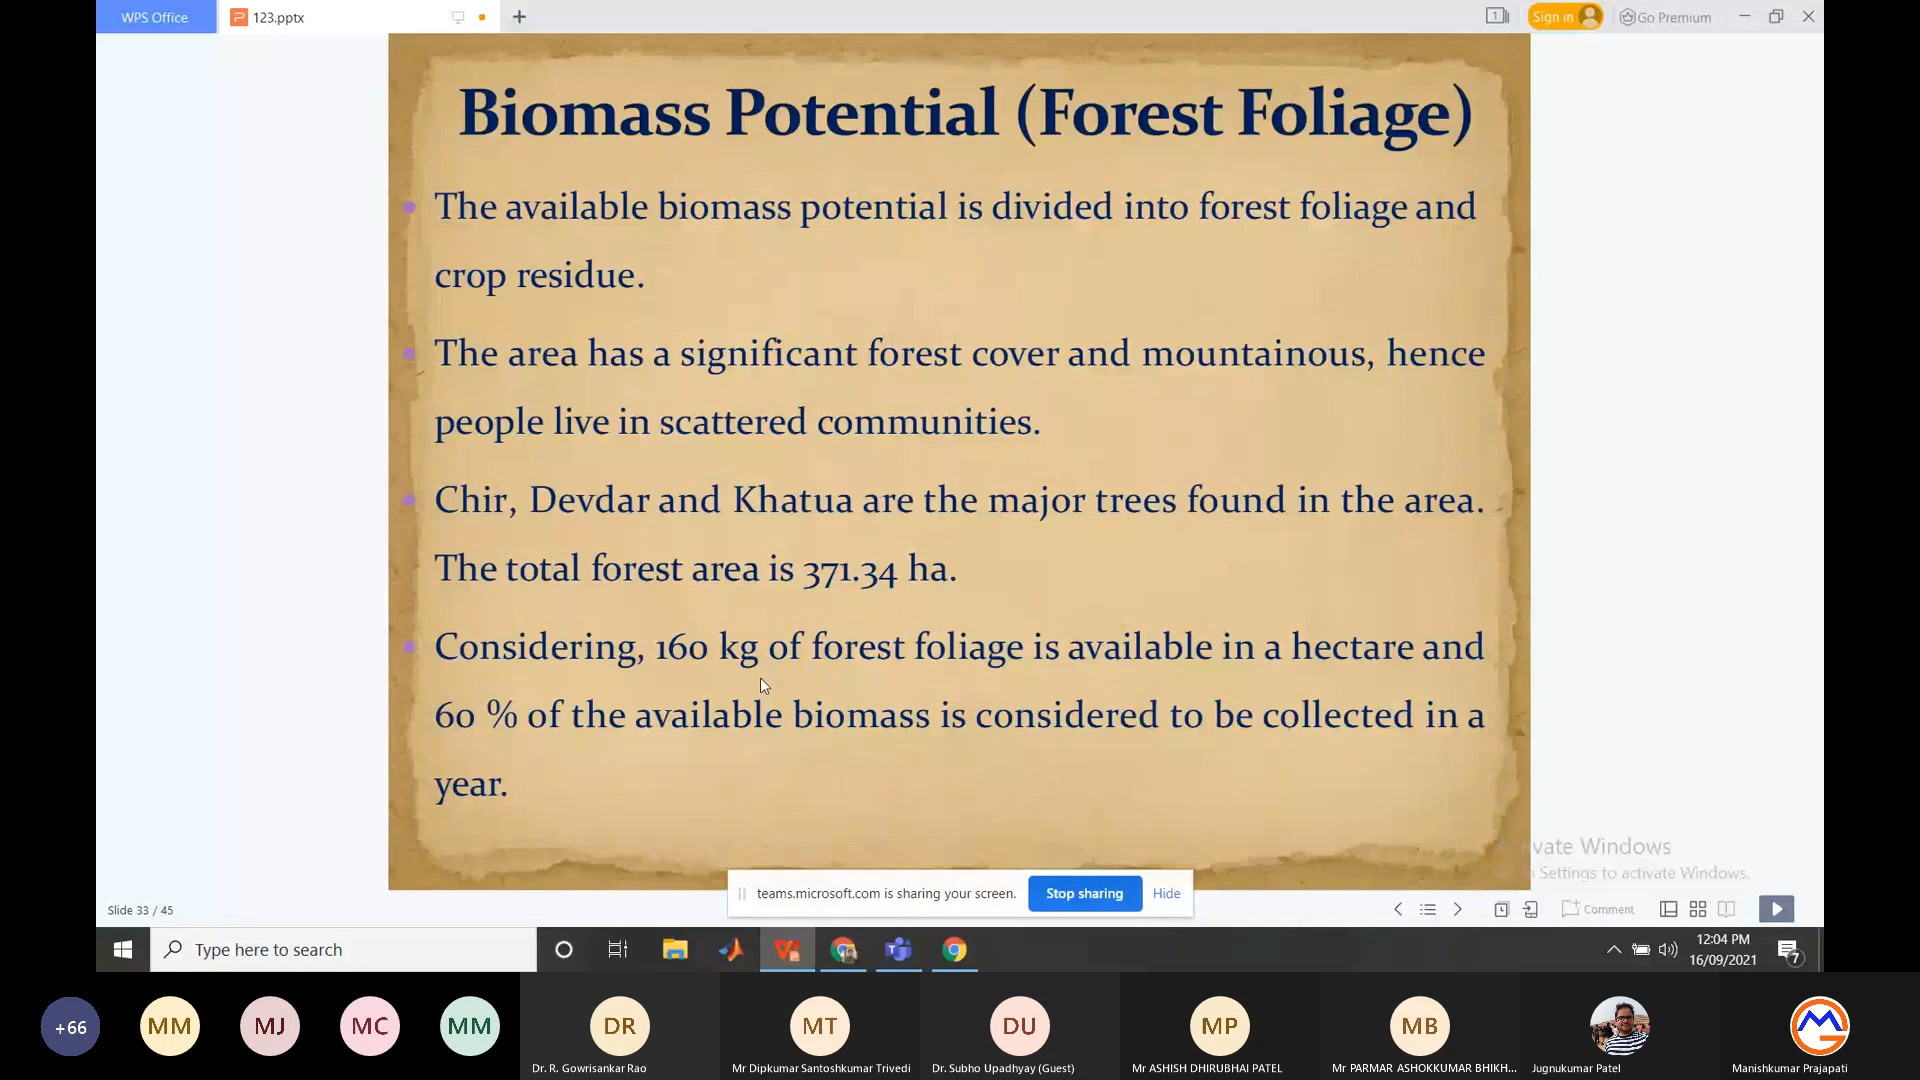 WPS Office
123.pptx
1
Sign in
Go Premium
Biomass Potential (Forest Foliage)
The available biomass potential is divided into forest foliage and
crop residue.
The area has a significant forest cover and mountainous, hence
people live in scattered communities.
Chir, Devdar and Khatua are the major trees found in the area.
The total forest area is 371.34 ha.
Considering, 160 kg of forest foliage is available in a hectare and
60 % of the available biomass is considered to be collected in a
year.
vate Windows
Settings to activate Windows.
teams.microsoft.com is sharing your screen.
Stop sharing
Hide
Slide 33 / 45
Comment
Type here to search
12:04 PM
16/09/2021
7
+66
MM
MJ
MC
MM
DR
MT
DU
MP
MB
Dr. R. Gowrisankar Rao
Mr Dipkumar Santoshkumar Trivedi
Dr. Subho Upadhyay (Guest)
Mr ASHISH DHIRUBHAI PATEL
Mr PARMAR ASHOKKUMAR BHIKH...
Jugnukumar Patel
Manishkumar Prajapati